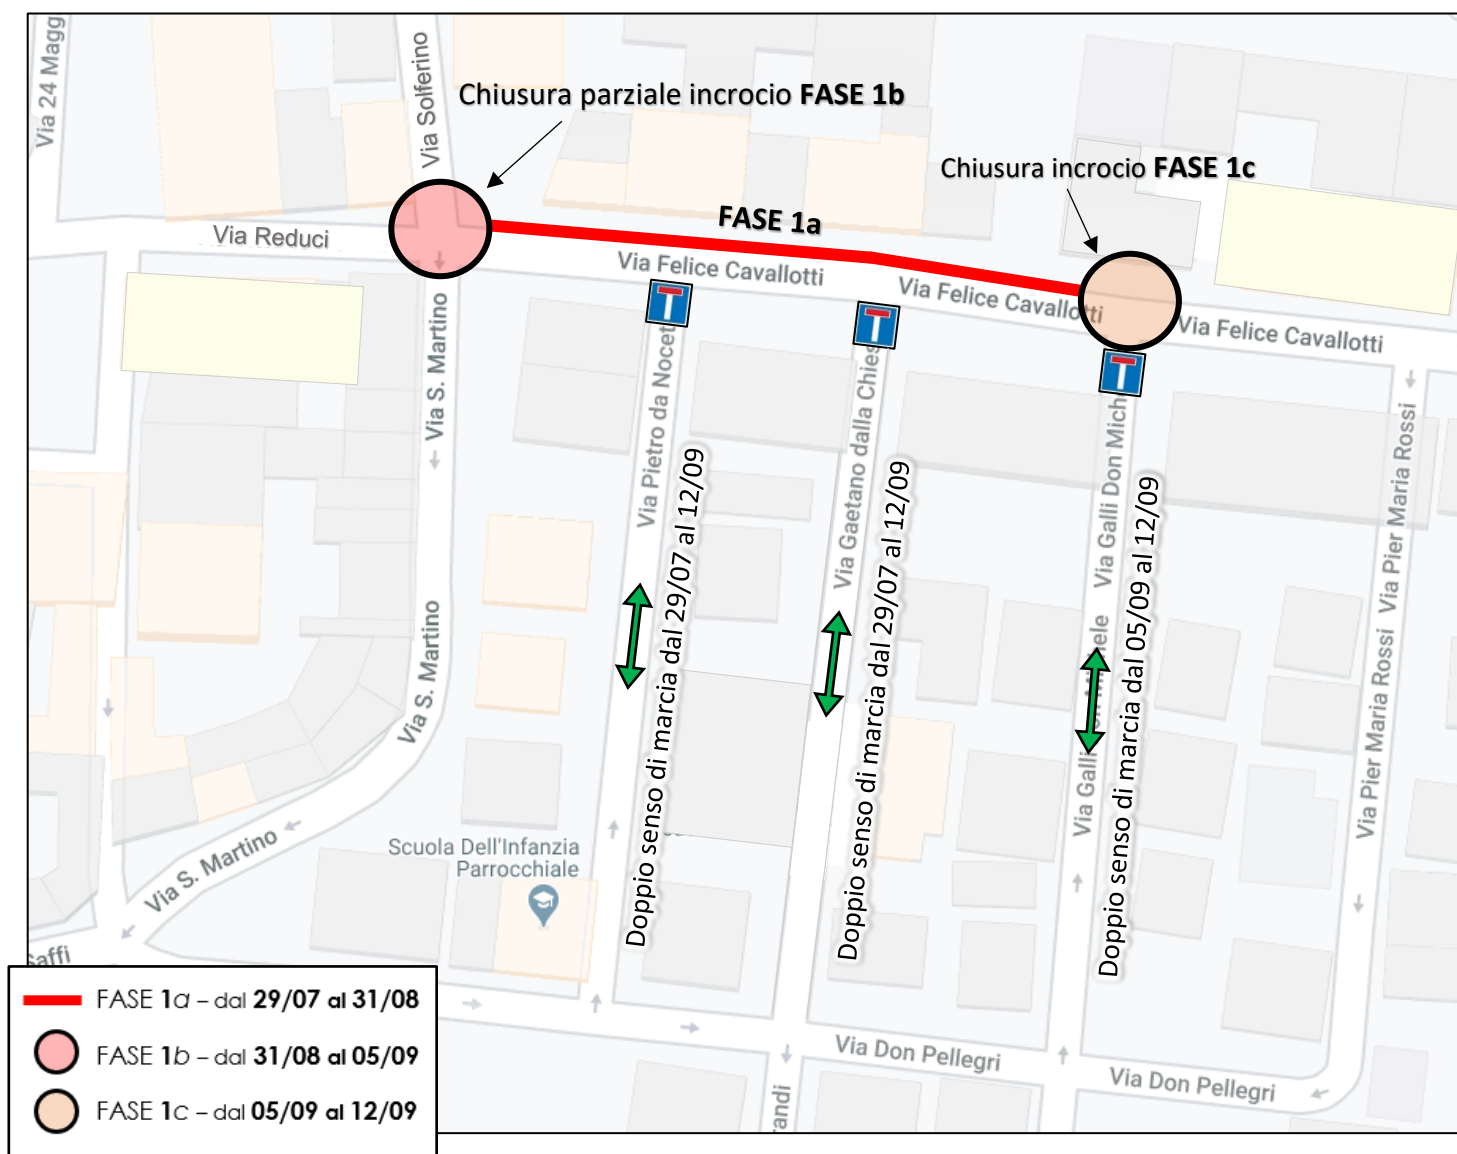 Via 24 Magg
Via Solferino
Chiusura parziale incrocio FASE 1b
Chiusura incrocio FASE 1c
FASE 1a
Via Reduci
Via Felice Cavallotti
Via Felice Cavallotti
Via Felice Cavallotti
Via S. Martino
Via Pietro da Nocet
Via Gaetano dalla Chies
Via Galli Don Mich
Via Pier Maria Rossi
Doppio senso di marcia dal 29/07 al 12/09
Doppio senso di marcia dal 29/07 al 12/09
Doppio senso di marcia dal 05/09 al 12/09
Via S. Martino
Via Galli
ele
Via Pier Maria Rossi
Via S. Martino
Scuola Dell'Infanzia
Parrocchiale
Saffi
Via Don Pellegri
Via Don Pellegri
randi
FASE 1a – dal 29/07 al 31/08
FASE 1b – dal 31/08 al 05/09
FASE 1c – dal 05/09 al 12/09